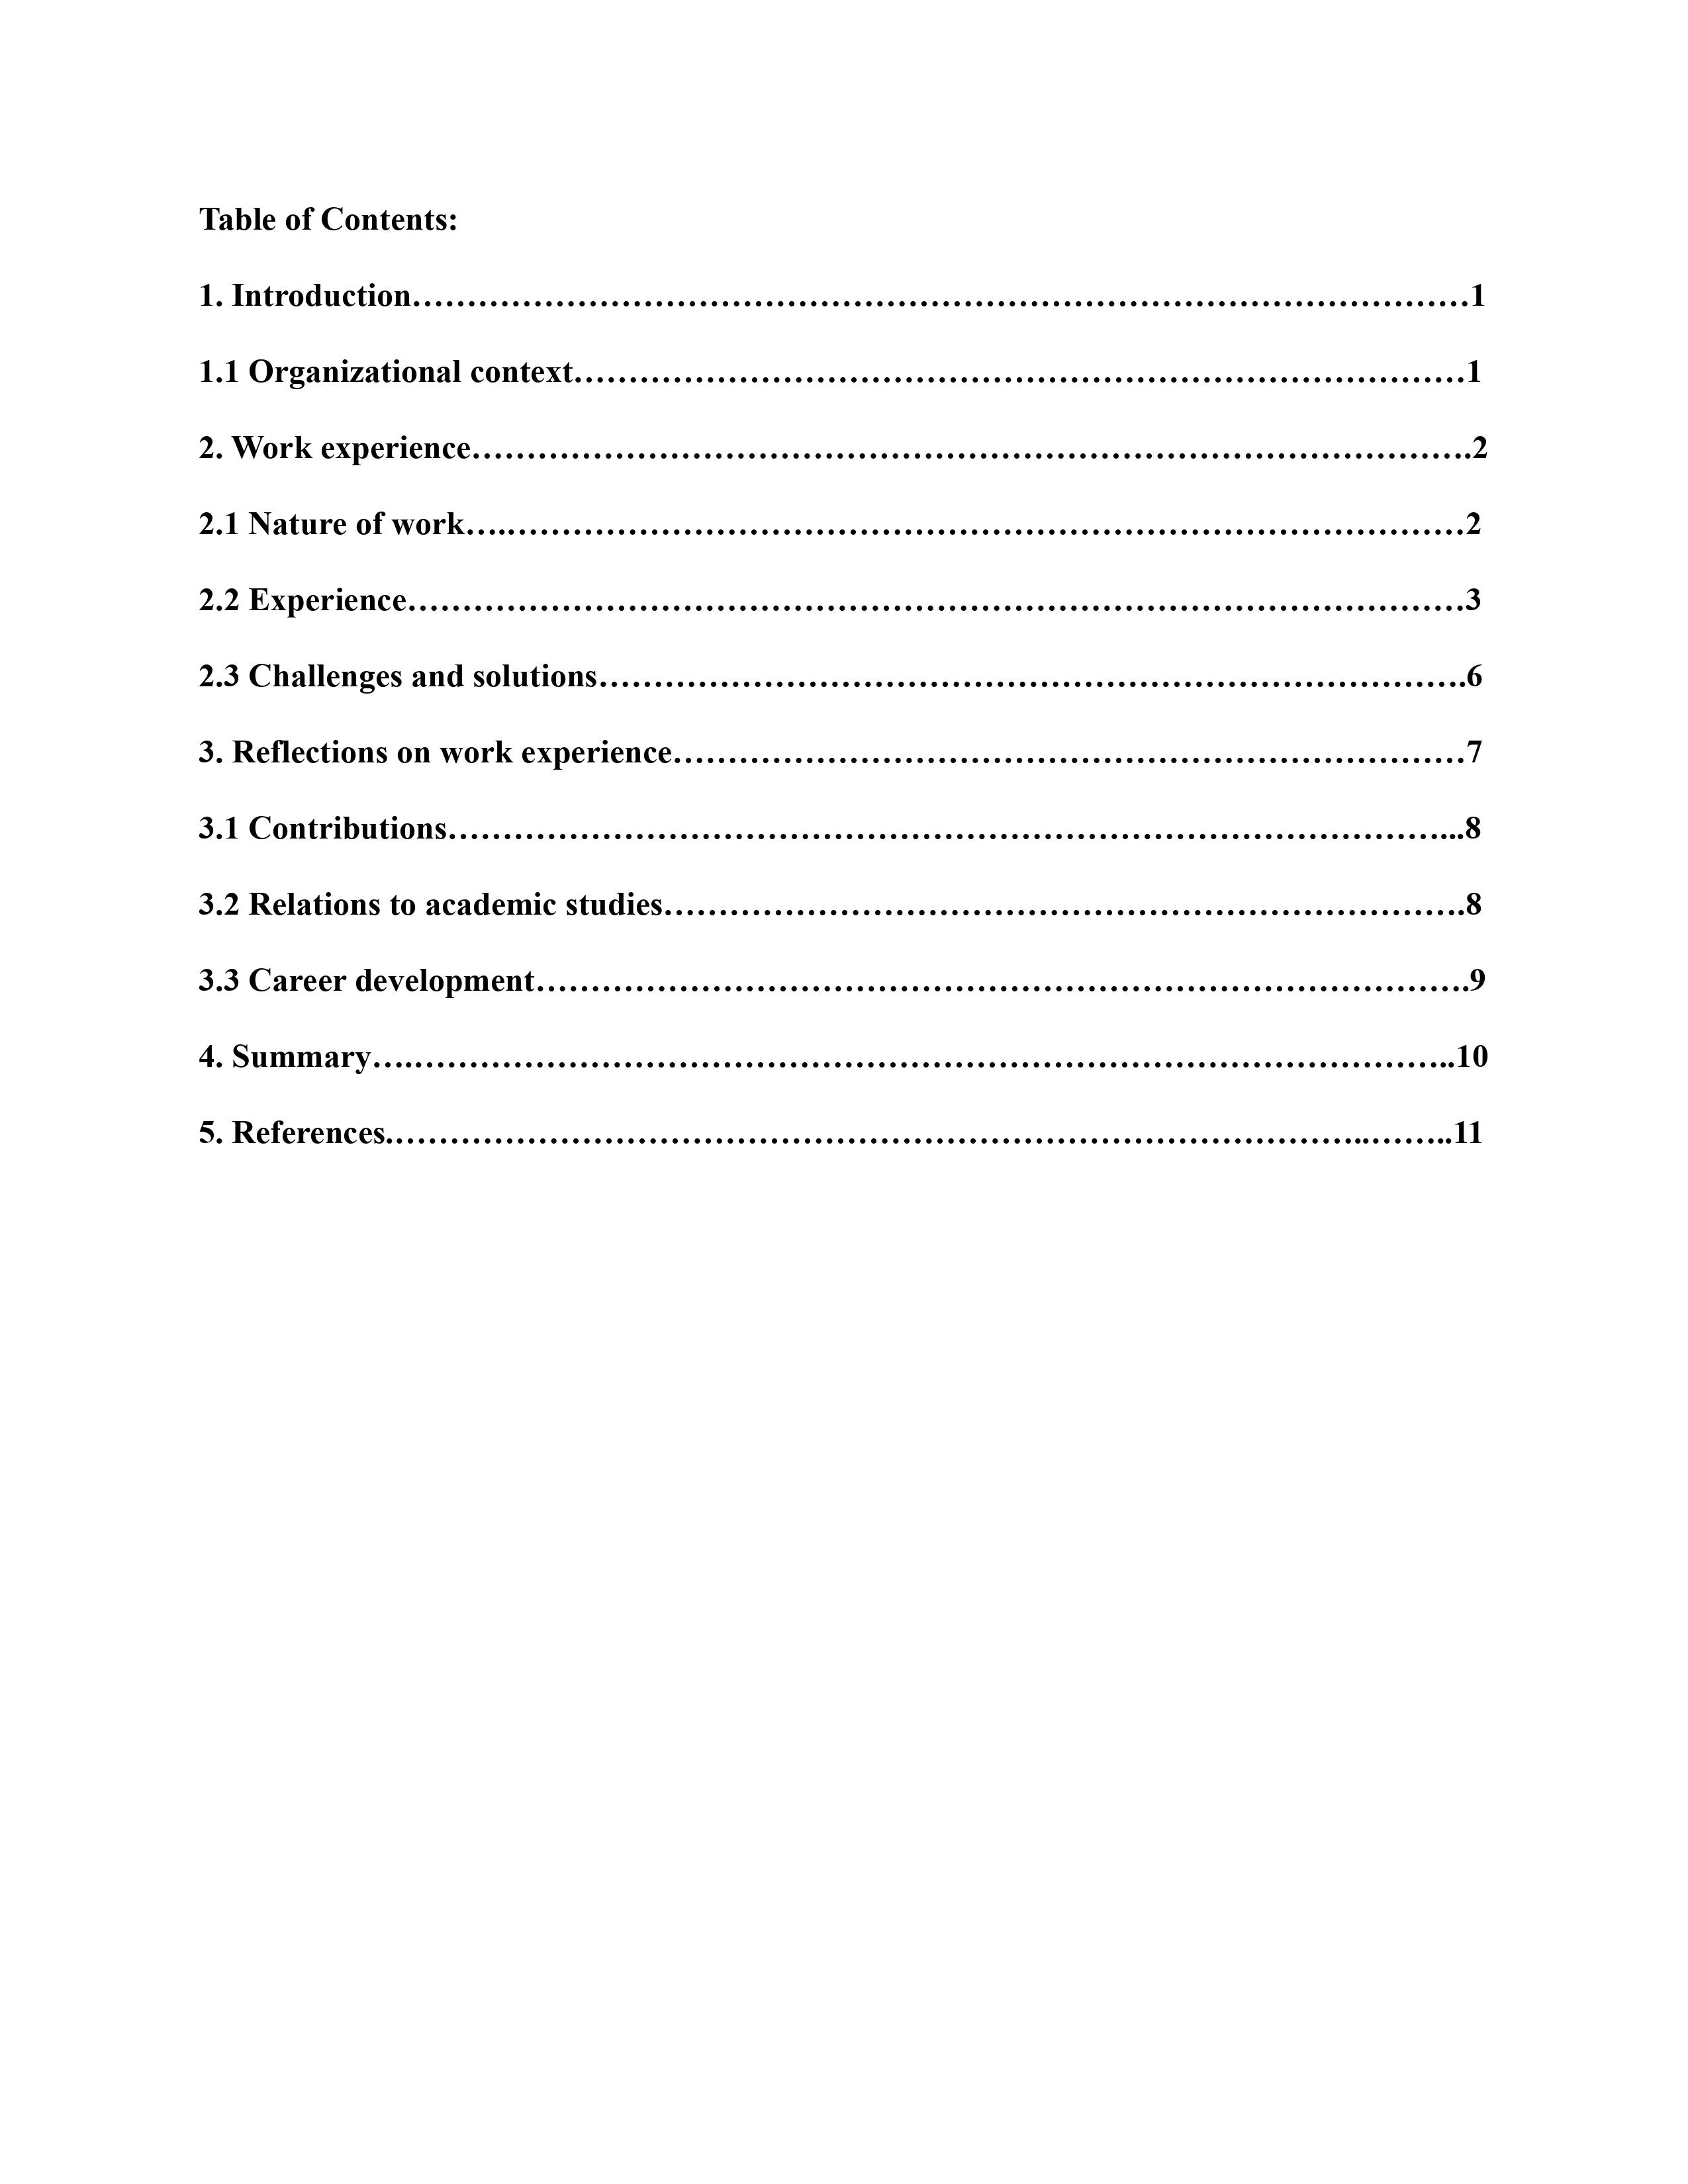 Table of Contents:
1. Introduction……………………………………………………………………………………1
1.1 Organizational context………………………………………………………………………1
2. Work experience……………………………………………………………………………….2
2.1 Nature of work….……………………………………………………………………………2
2.2 Experience……………………………………………………………………………………3
2.3 Challenges and solutions…………………………………………………………………….6
3. Reflections on work experience………………………………………………………………7
3.1 Contributions………………………………………………………………………………...8
3.2 Relations to academic studies……………………………………………………………….8
3.3 Career development………………………………………………………………………….9
4. Summary….…………………………………………………………………………………..10
5. References.……………………………………………………………………………..……..11